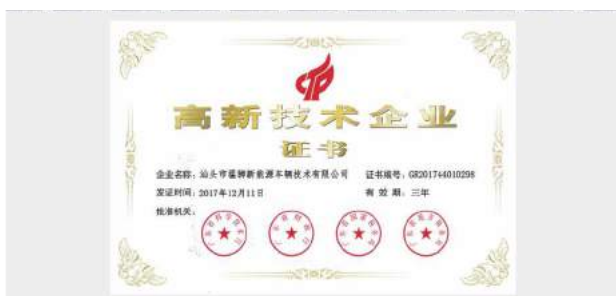 高新技术企业
证书
企业名称：汕头市猛狮新能源车辆技术有限公司 证书编号：GR201744010298
发证时间：2017年12月11日 有效期：三年
批准机关：